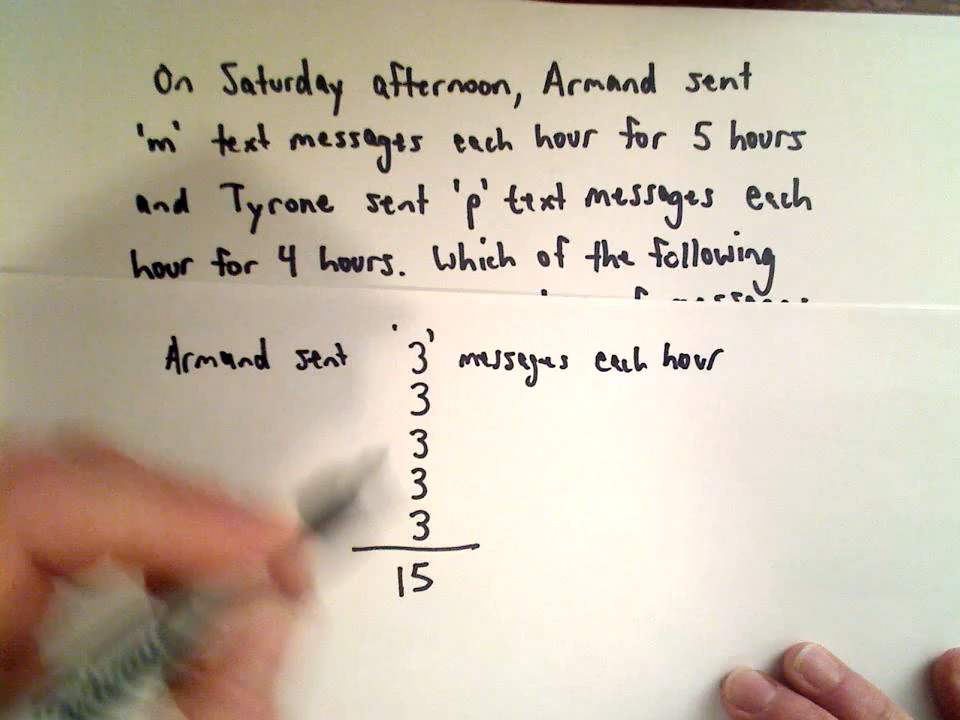 On Saturday afternoon, Armand sent
'm' text messages each hour for 5 hours
and Tyrone sent 'p' text messages each
hour for 4 hours. Which of the following
Armand sent '3' messages each hour
3
3
3
3
15